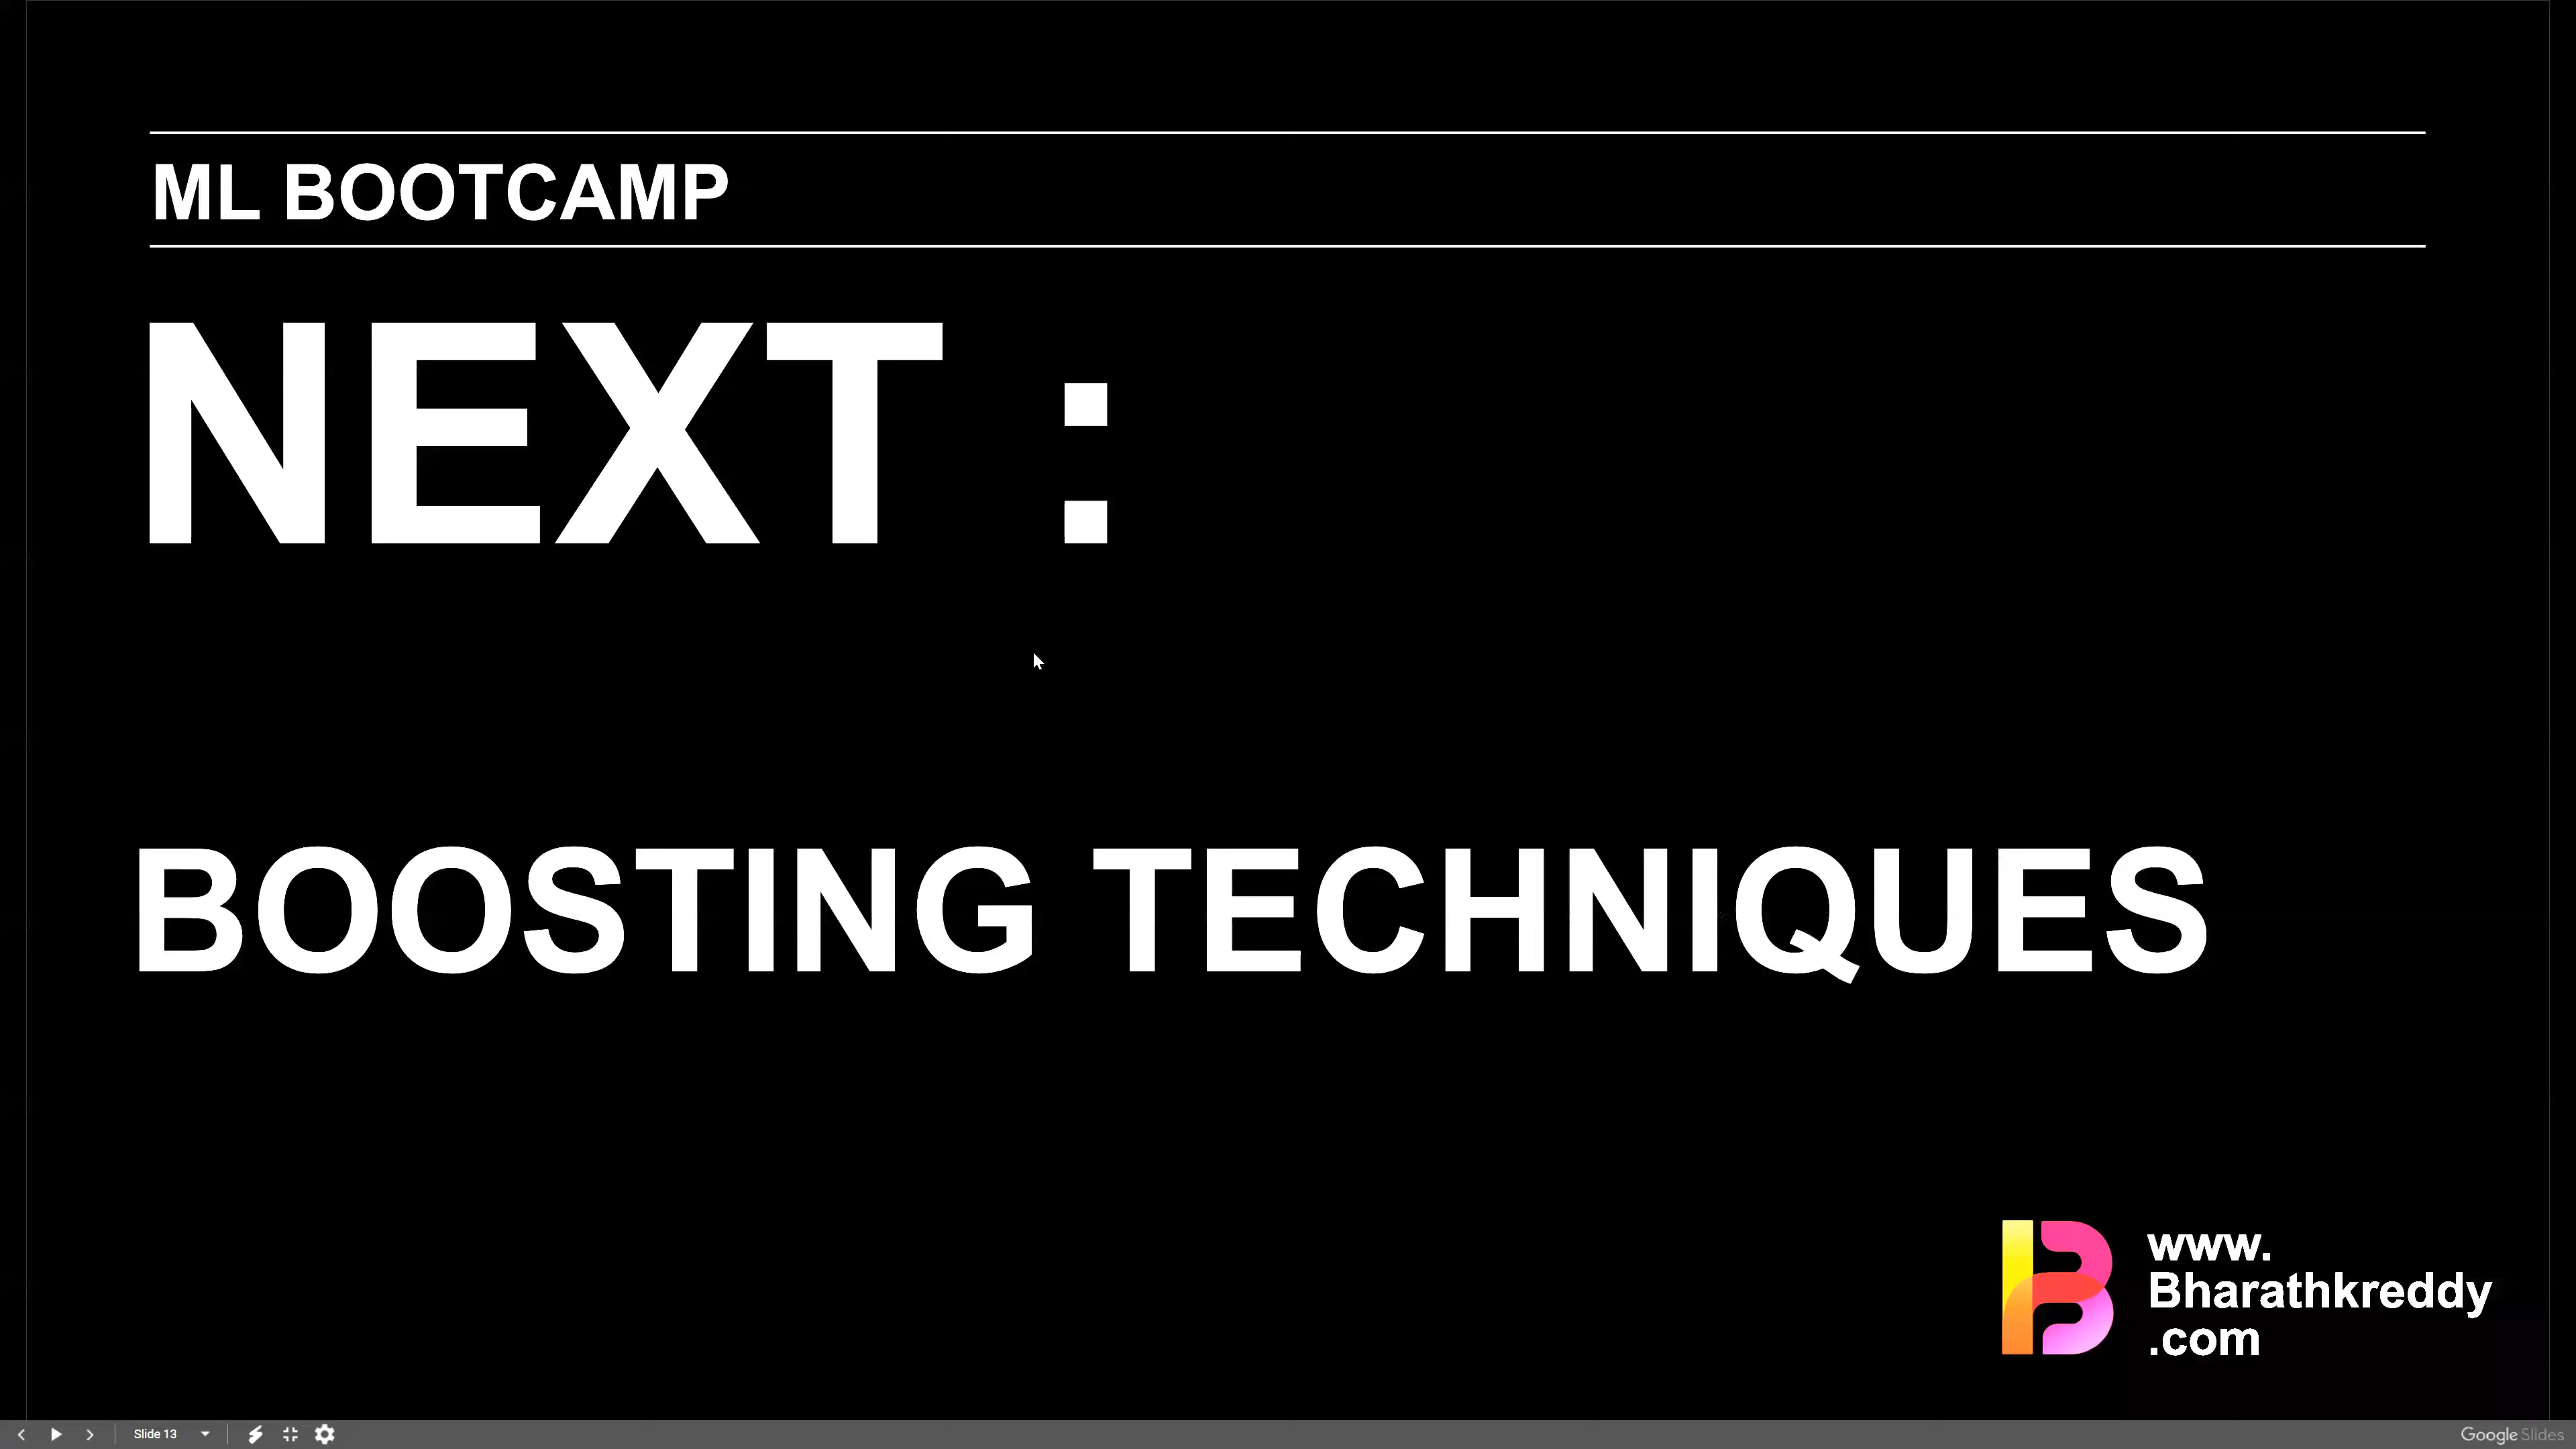 ML BOOTCAMP
NEXT :
BOOSTING TECHNIQUES
www.
Bharathkreddy
.com
Slide 13
Google Slides